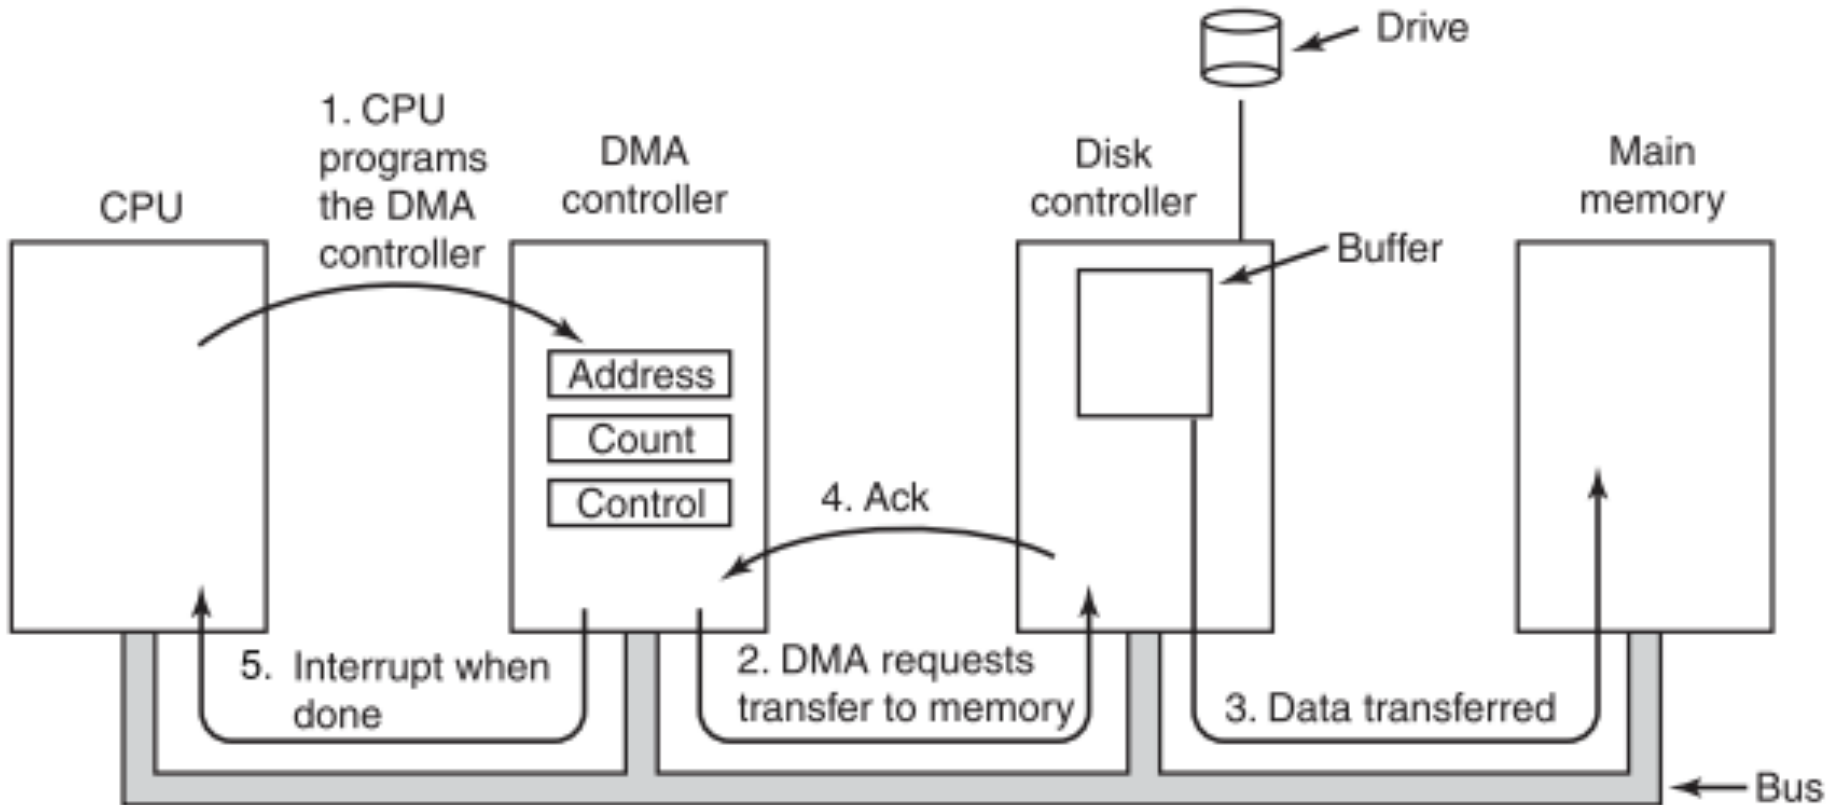 Drive
1. CPU
programs
the DMA
controller
CPU
DMA
controller
Disk
controller
Main
memory
Buffer
Address
Count
Control
4. Ack
5. Interrupt when
done
2. DMA requests
transfer to memory
3. Data transferred
Bus